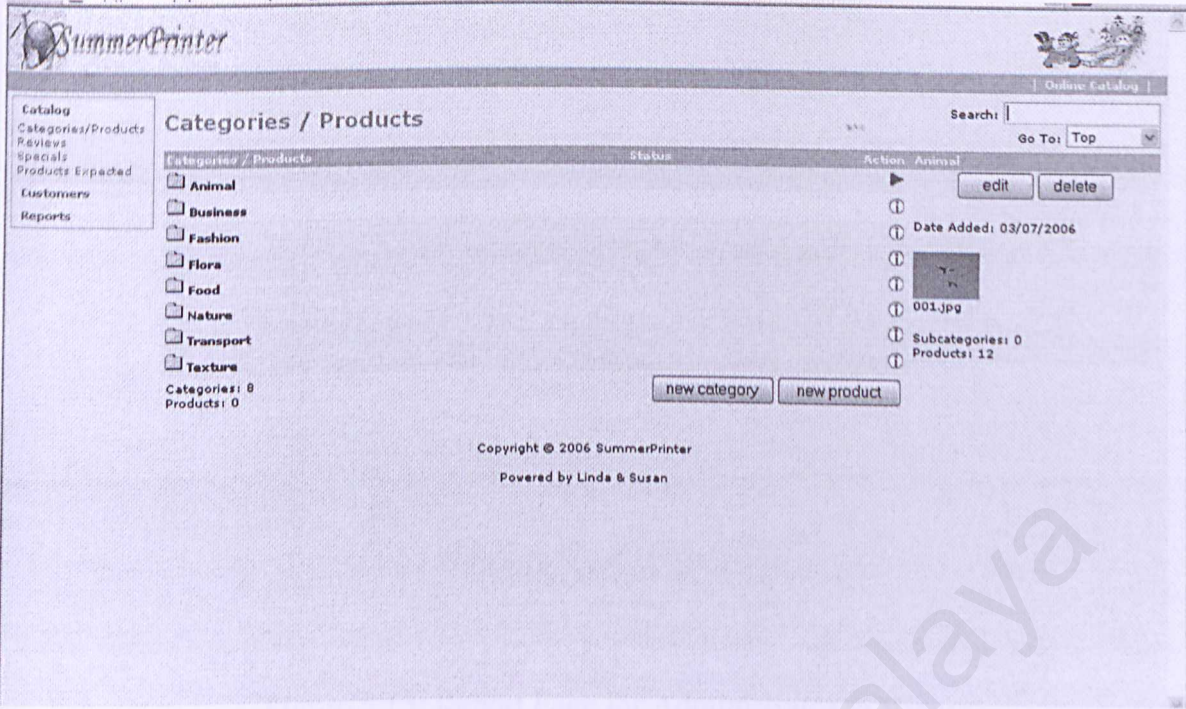 SummerPrinter
| Online Catalog |
Catalog
Categories/Products
Reviews
Specials
Products Expected
Customers
Reports
Categories / Products
Search:
Go To: Top
Categories / Products Status Action Animal
Animal
Business
Fashion
Flora
Food
Nature
Transport
Texture
Categories: 8
Products: 0
new category new product
edit delete
Date Added: 03/07/2006
001.jpg
Subcategories: 0
Products: 12
Copyright © 2006 SummerPrinter
Powered by Linda & Susan
alaya